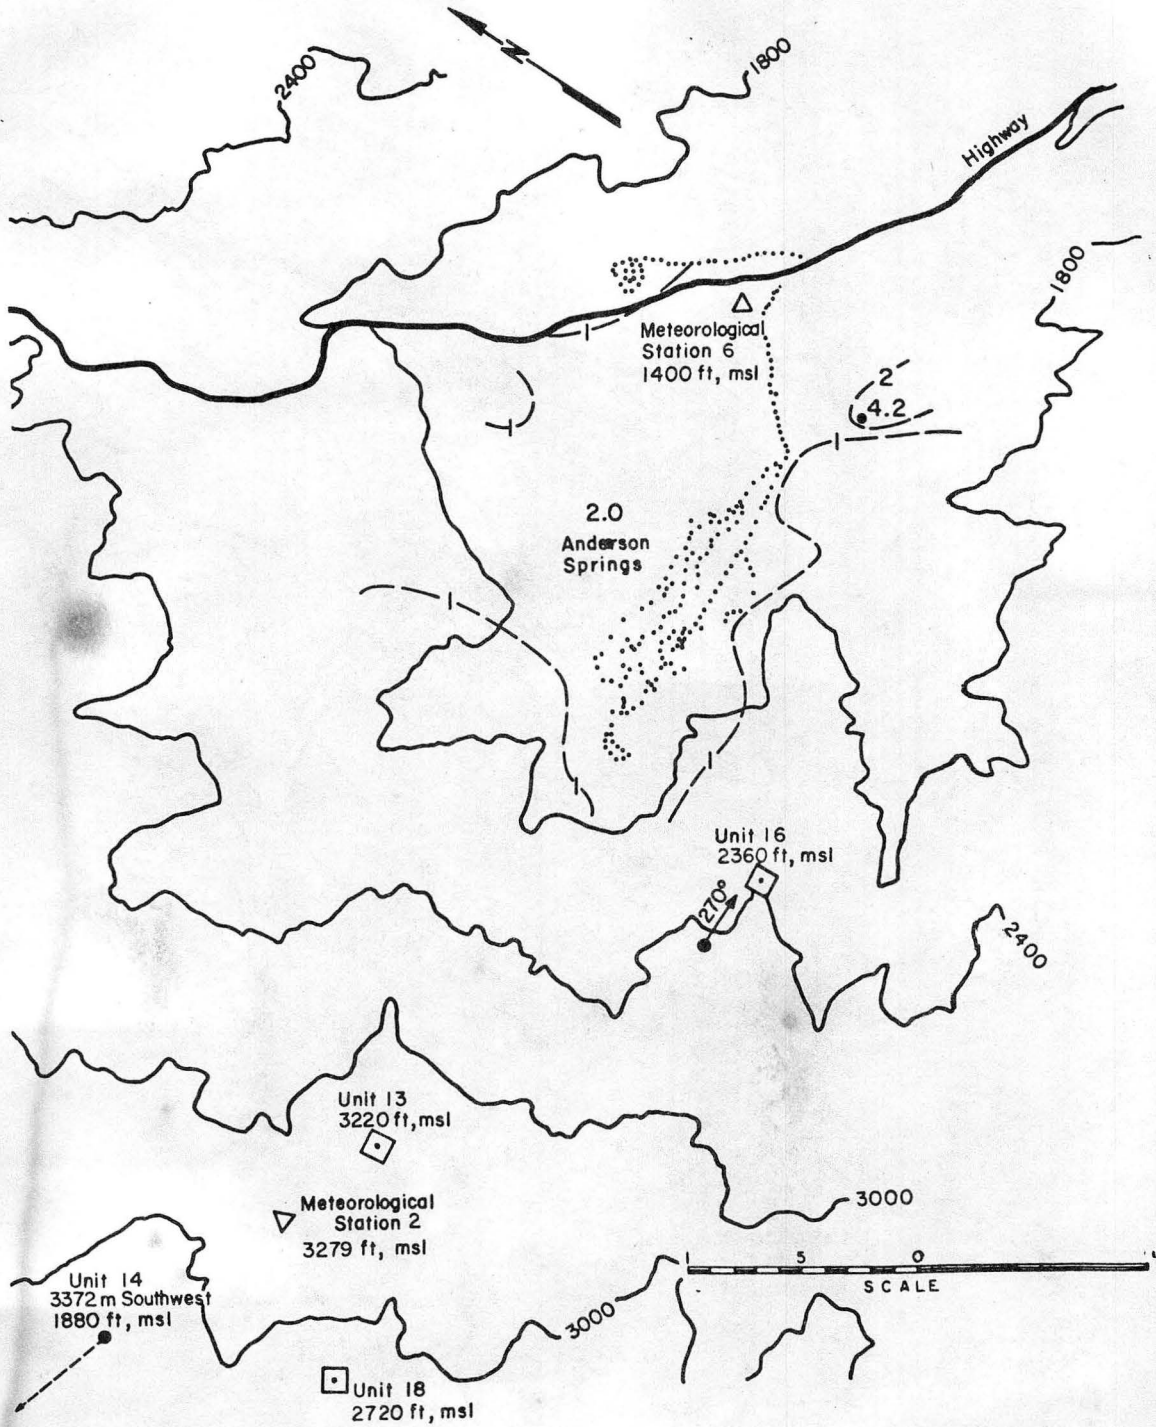 2400
N
1800
Highway
1800
Meteorological
Station 6
1400 ft, msl
1
2
4.2
1
1
2.0
Anderson
Springs
1
1
1
Unit 16
2360 ft, msl
270°
2400
Unit 13
3220 ft, msl
Meteorological
Station 2
3279 ft, msl
3000
1 5 0
SCALE
Unit 14
3372 m Southwest
1880 ft, msl
3000
Unit 18
2720 ft, msl